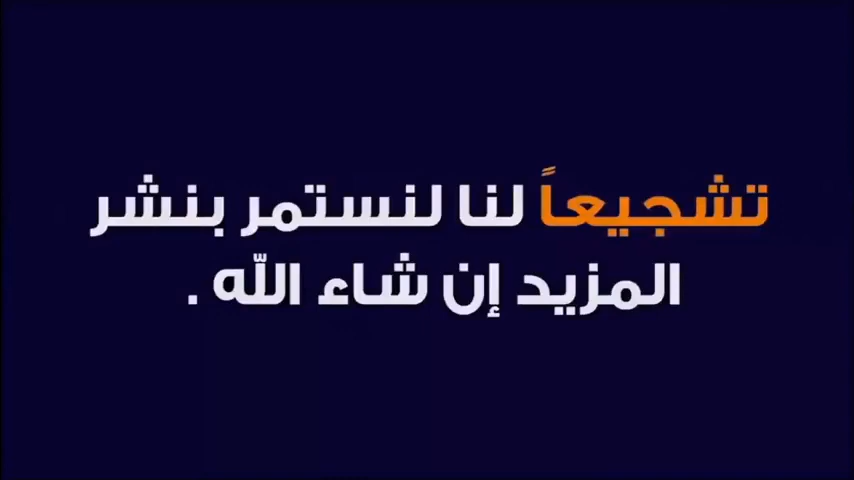 تشجيعاً لنا لنستمر بنشر
المزيد إن شاء الله .